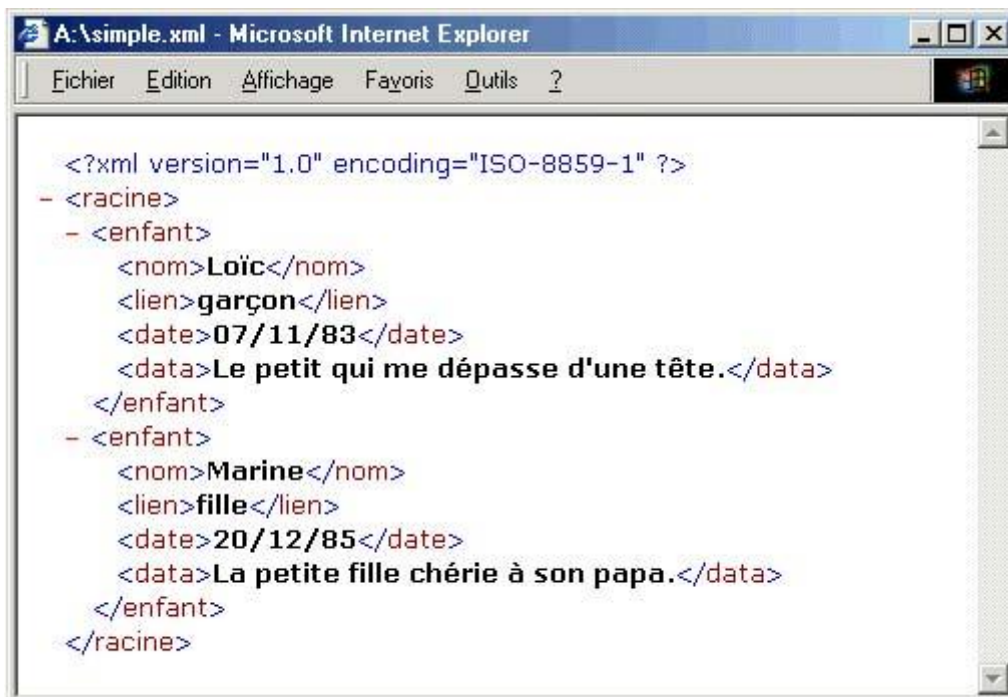 A:\simple.xml - Microsoft Internet Explorer
Fichier Edition Affichage Favoris Outils ?
<?xml version="1.0" encoding="ISO-8859-1" ?>
– <racine>
– <enfant>
<nom>Loïc</nom>
<lien>garçon</lien>
<date>07/11/83</date>
<data>Le petit qui me dépasse d'une tête.</data>
</enfant>
– <enfant>
<nom>Marine</nom>
<lien>fille</lien>
<date>20/12/85</date>
<data>La petite fille chérie à son papa.</data>
</enfant>
</racine>